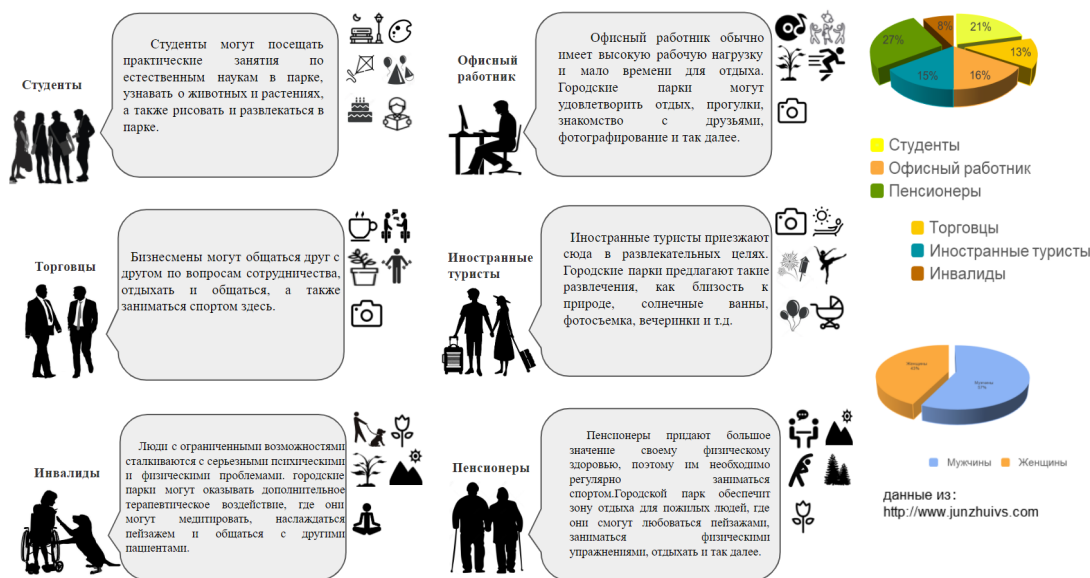 Студенты
Студенты могут посещать
практические занятия по
естественным наукам в парке,
узнавать о животных и растениях,
а также рисовать и развлекаться в
парке.
Офисный
работник
Офисный работник обычно
имеет высокую рабочую нагрузку
и мало времени для отдыха.
Городские парки могут
удовлетворить отдых, прогулки,
знакомство с друзьями,
фотографирование и так далее.
8%
21%
27%
13%
15%
16%
Студенты
Офисный работник
Пенсионеры
Торговцы
Иностранные туристы
Инвалиды
Торговцы
Бизнесмены могут общаться друг с
другом по вопросам сотрудничества,
отдыхать и общаться, а также
заниматься спортом здесь.
Иностранные
туристы
Иностранные туристы приезжают
сюда в развлекательных целях.
Городские парки предлагают такие
развлечения, как близость к
природе, солнечные ванны,
фотосъемка, вечеринки и т.д.
Женщины
Мужчины
Мужчины
Женщины
Инвалиды
Люди с ограниченными возможностями
сталкиваются с серьезными психическими
и физическими проблемами. городские
парки могут оказывать дополнительное
терапевтическое воздействие, где они
могут медитировать, наслаждаться
пейзажем и общаться с другими
пациентами.
Пенсионеры
Пенсионеры придают большое
значение своему физическому
здоровью, поэтому им необходимо
регулярно заниматься
спортом.Городской парк обеспечит
зону отдыха для пожилых людей, где
они смогут любоваться пейзажами,
заниматься физическими
упражнениями, отдыхать и так далее.
данные из:
http://www.junzhuivs.com